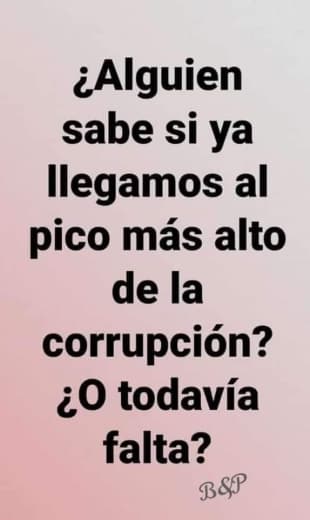 ¿Alguien
sabe si ya
llegamos al
pico más alto
de la
corrupción?
¿O todavía
falta?
B&P